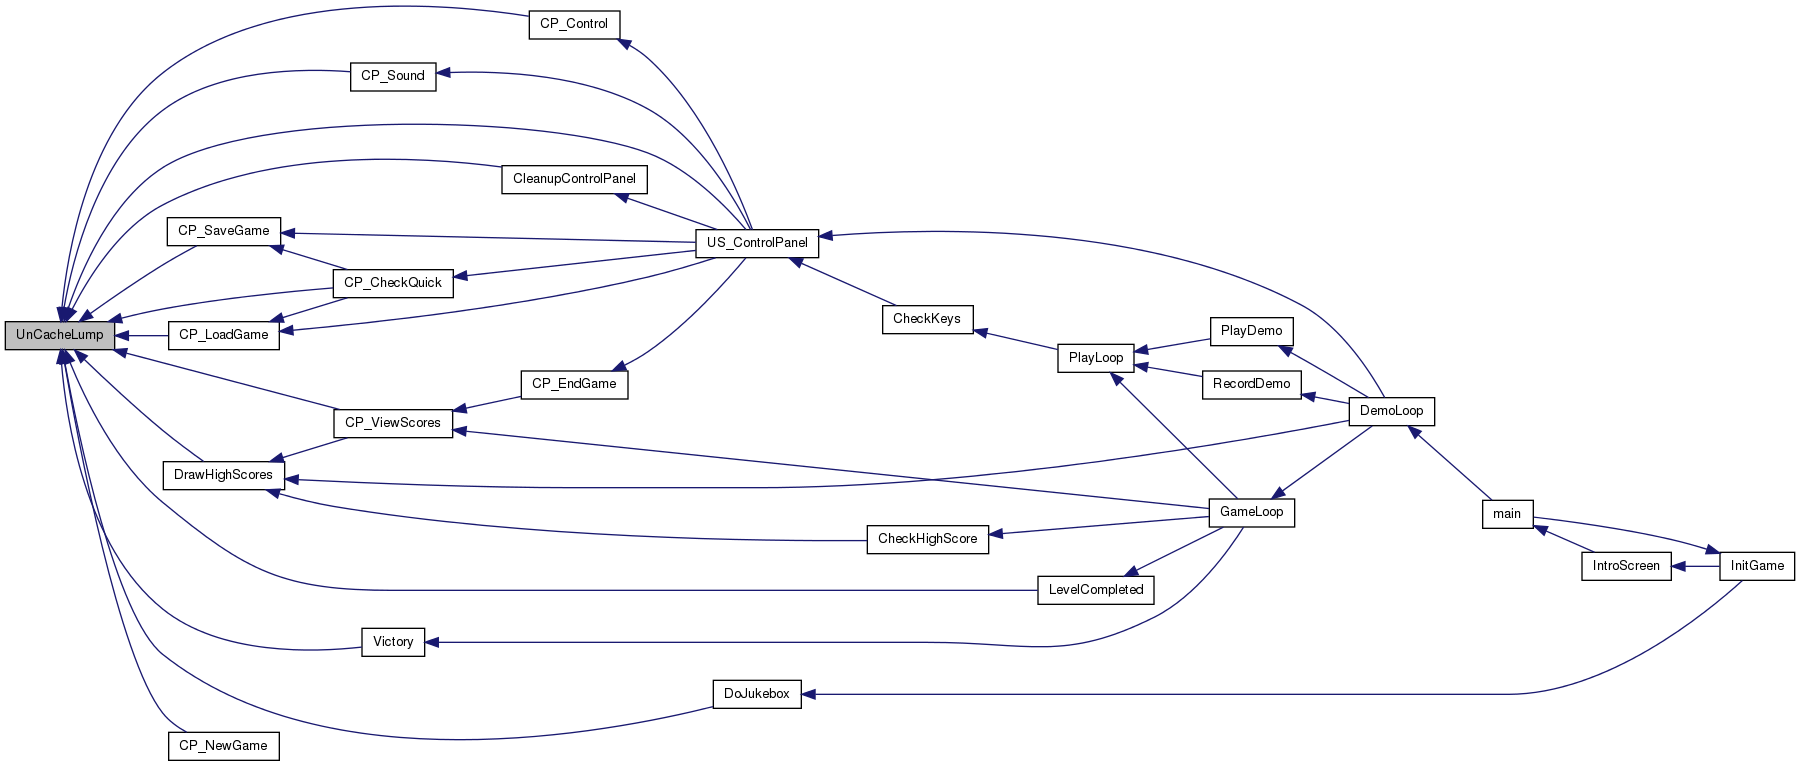 CP_Control
CP_Sound
CleanupControlPanel
CP_SaveGame
US_ControlPanel
CP_CheckQuick
UnCacheLump
CP_LoadGame
CheckKeys
PlayDemo
PlayLoop
CP_EndGame
RecordDemo
DemoLoop
CP_ViewScores
DrawHighScores
GameLoop
main
CheckHighScore
IntroScreen
InitGame
LevelCompleted
Victory
DoJukebox
CP_NewGame